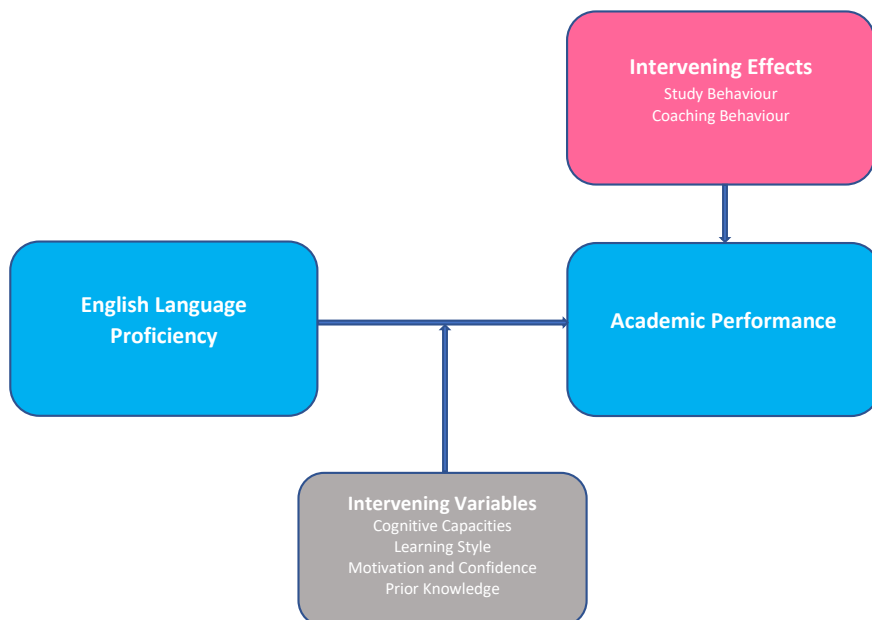 Intervening Effects
Study Behaviour
Coaching Behaviour
English Language
Proficiency
Academic Performance
Intervening Variables
Cognitive Capacities
Learning Style
Motivation and Confidence
Prior Knowledge